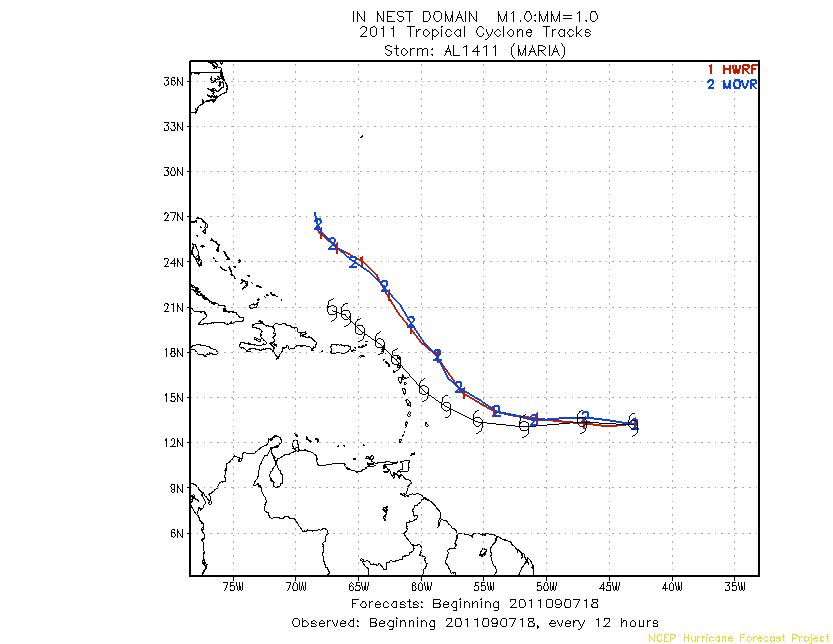 IN NEST DOMAIN M1.0:MM=1.0
2011 Tropical Cyclone Tracks
Storm: AL1411 (MARIA)
1 HWRF
2 MOVR
36N
33N
30N
27N
24N
21N
18N
15N
12N
9N
6N
75W 70W 65W 60W 55W 50W 45W 40W 35W
Forecasts: Beginning 2011090718
Observed: Beginning 2011090718, every 12 hours
NCEP Hurricane Forecast Project